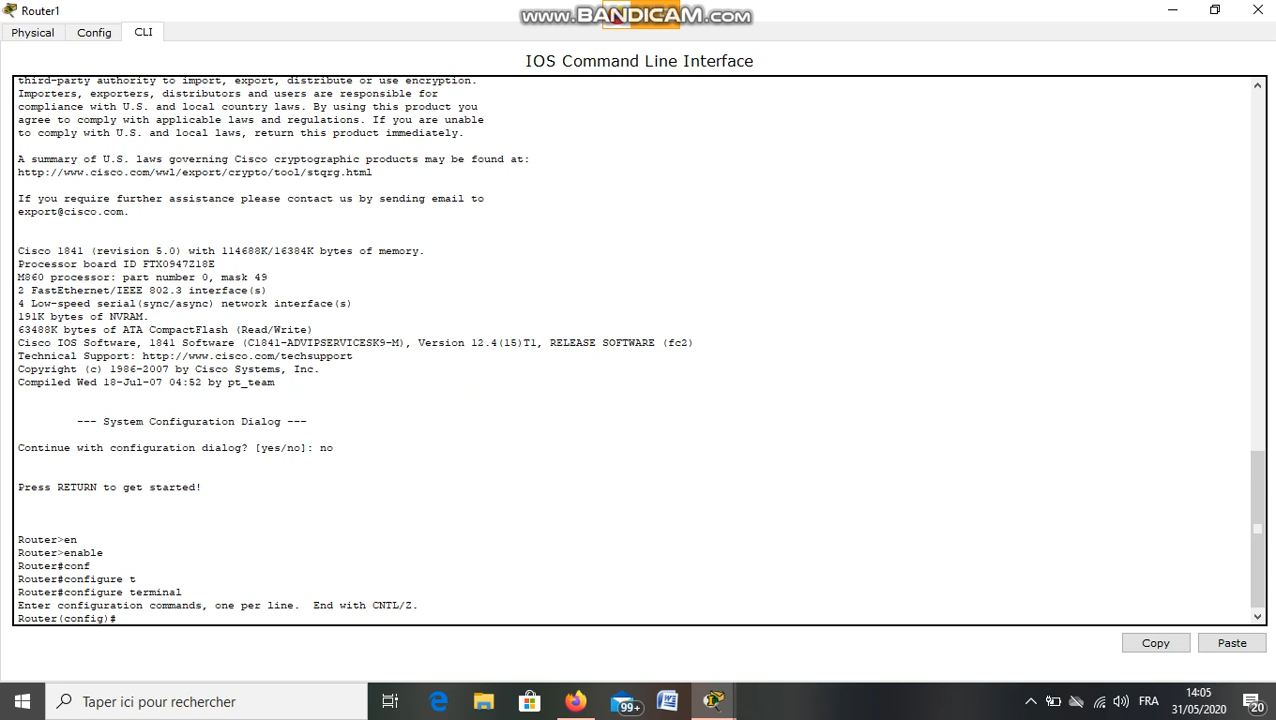 Router1
www.BANDICAM.com
Physical
Config
CLI
IOS Command Line Interface
third-party authority to import, export, distribute or use encryption.
Importers, exporters, distributors and users are responsible for
compliance with U.S. and local country laws. By using this product you
agree to comply with applicable laws and regulations. If you are unable
to comply with U.S. and local laws, return this product immediately.
A summary of U.S. laws governing Cisco cryptographic products may be found at:
http://www.cisco.com/wwl/export/crypto/tool/stqrg.html
If you require further assistance please contact us by sending email to
export@cisco.com.
Cisco 1841 (revision 5.0) with 114688K/16384K bytes of memory.
Processor board ID FTX0947Z18E
M860 processor: part number 0, mask 49
2 FastEthernet/IEEE 802.3 interface(s)
4 Low-speed serial(sync/async) network interface(s)
191K bytes of NVRAM.
63488K bytes of ATA CompactFlash (Read/Write)
Cisco IOS Software, 1841 Software (C1841-ADVIPSERVICESK9-M), Version 12.4(15)T1, RELEASE SOFTWARE (fc2)
Technical Support: http://www.cisco.com/techsupport
Copyright (c) 1986-2007 by Cisco Systems, Inc.
Compiled Wed 18-Jul-07 04:52 by pt_team
--- System Configuration Dialog ---
Continue with configuration dialog? [yes/no]: no
Press RETURN to get started!
Router>en
Router>enable
Router#conf
Router#configure t
Router#configure terminal
Enter configuration commands, one per line.  End with CNTL/Z.
Router(config)#
Copy
Paste
Taper ici pour rechercher
99+
FRA
14:05
31/05/2020
20